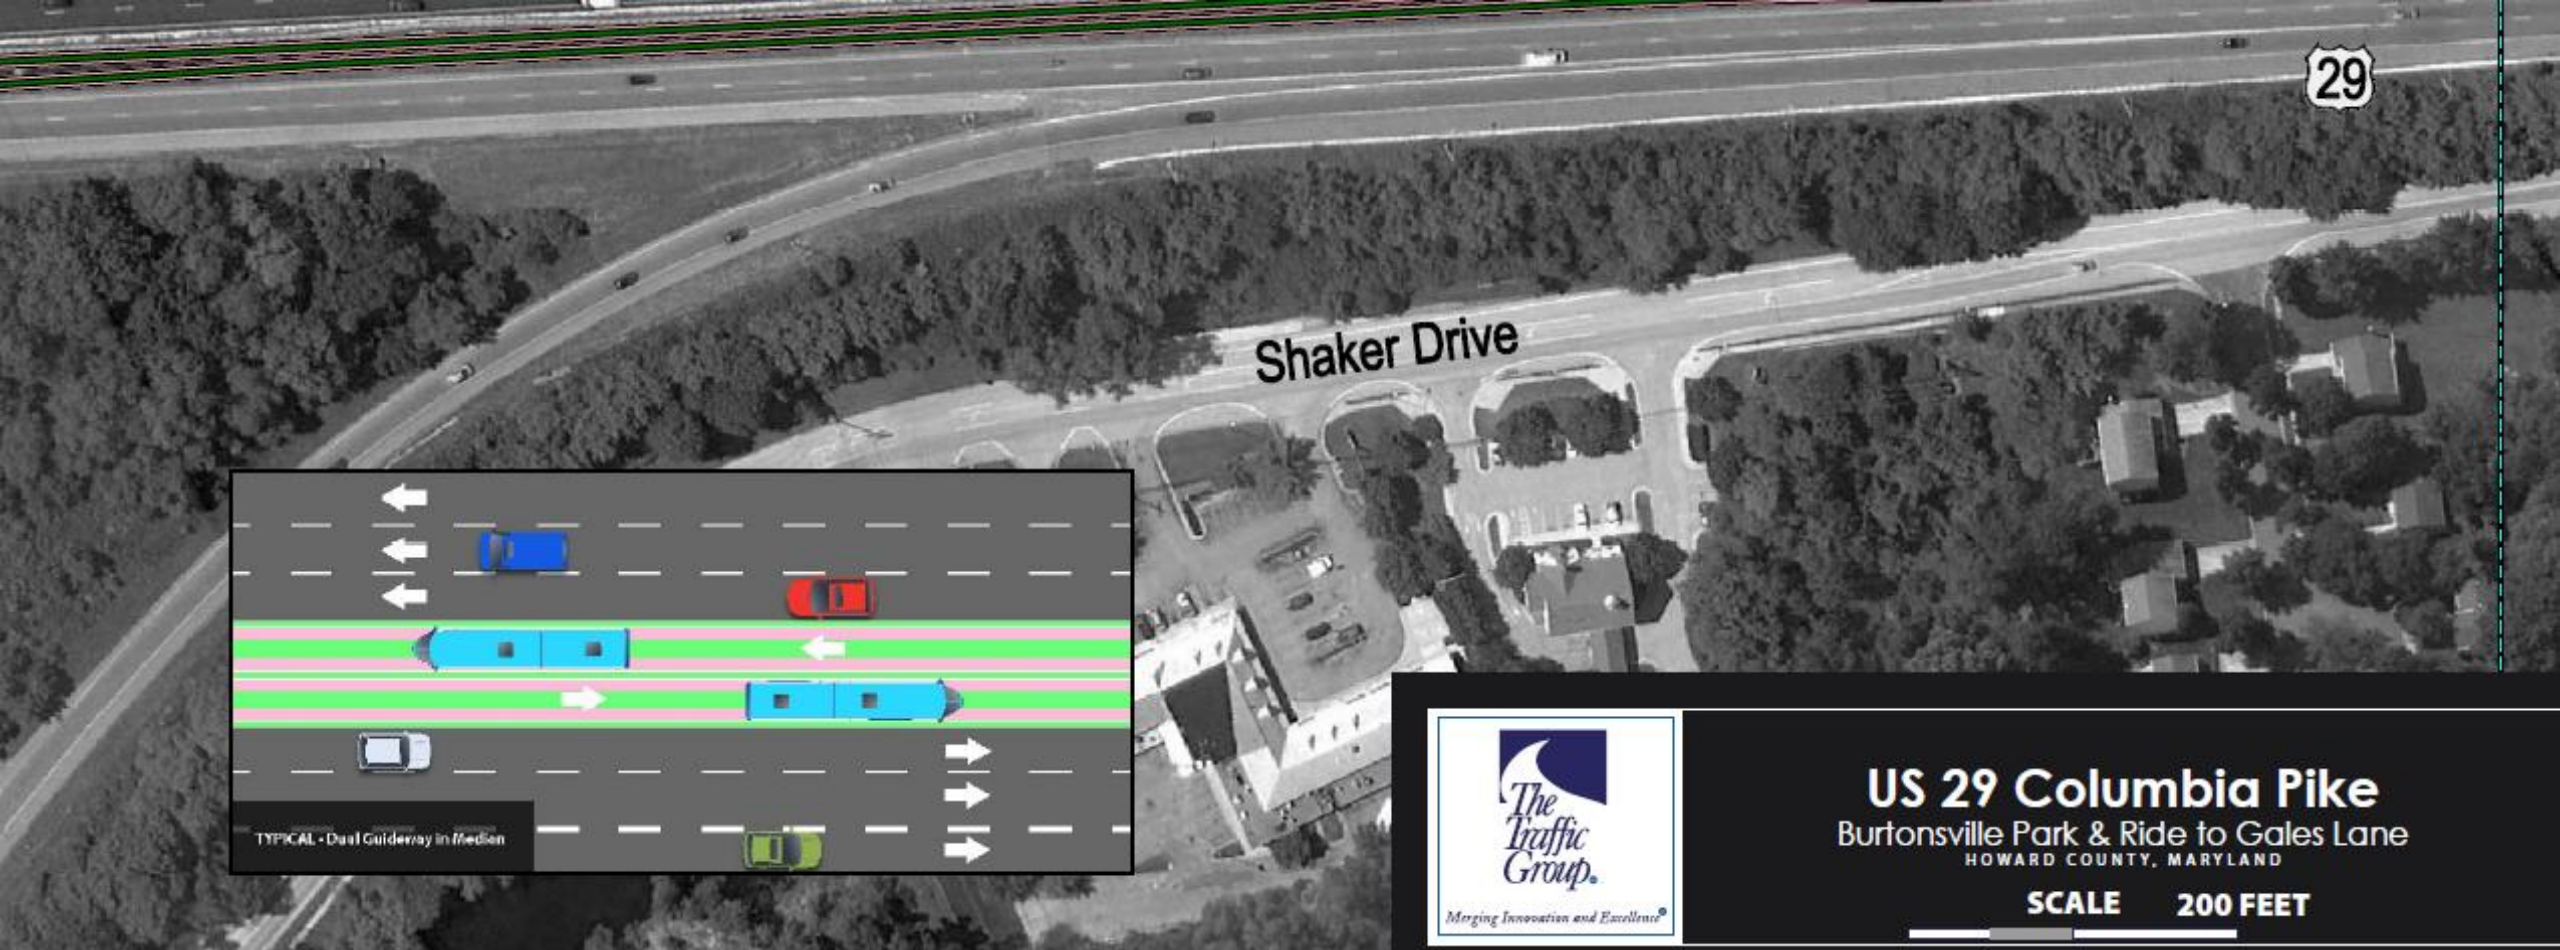 29
Shaker Drive
TYPICAL - Dual Guideway in Median
The
Traffic
Group.
Merging Innovation and Excellence®
US 29 Columbia Pike
Burtonsville Park & Ride to Gales Lane
HOWARD COUNTY, MARYLAND
SCALE 200 FEET